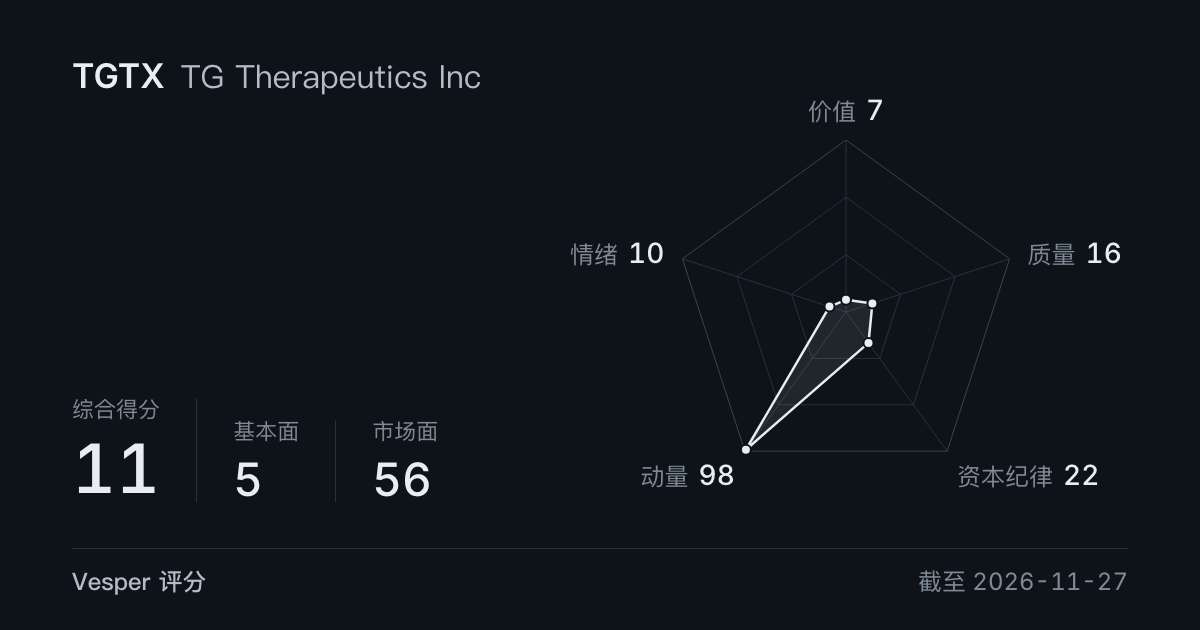 TGTX TG Therapeutics Inc
价值 7
情绪 10
质量 16
动量 98
资本纪律 22
综合得分
11
基本面
5
市场面
56
Vesper 评分
截至 2026-11-27